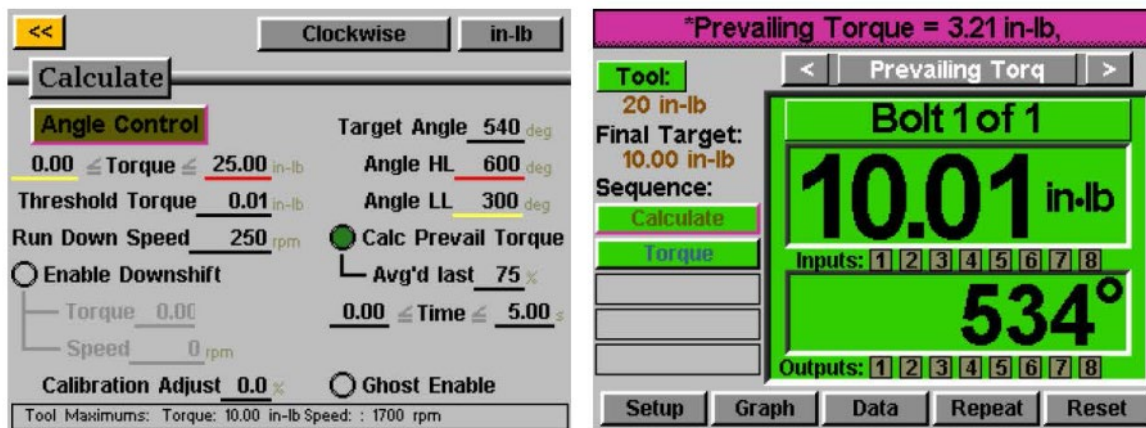 <<
Clockwise
in-lb
Calculate
Angle Control
Target Angle 540 deg
0.00 ≤ Torque ≤ 25.00 in-lb
Angle HL 600 deg
Threshold Torque 0.01 in-lb
Angle LL 300 deg
Run Down Speed 250 rpm
Calc Prevail Torque
Enable Downshift
Avg'd last 75 %
Torque 0.00
0.00 ≤ Time ≤ 5.00 s
Speed 0 rpm
Calibration Adjust 0.0 %
Ghost Enable
Tool Maximums: Torque: 10.00 in-lb Speed: : 1700 rpm
*Prevailing Torque = 3.21 in-lb,
Tool:
20 in-lb
Final Target:
10.00 in-lb
Sequence:
Calculate
Torque
< Prevailing Torq >
Bolt 1 of 1
10.01 in•lb
Inputs: 1 2 3 4 5 6 7 8
534°
Outputs: 1 2 3 4 5 6 7 8
Setup Graph Data Repeat Reset